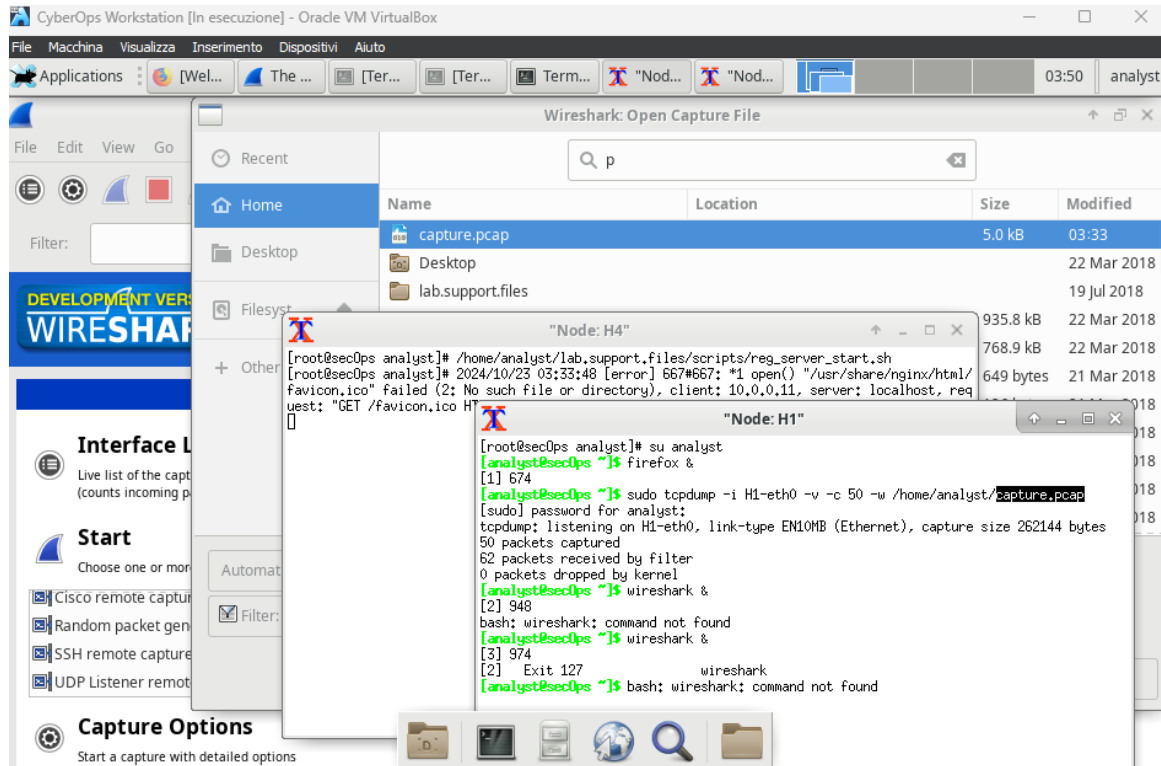 CyberOps Workstation [In esecuzione] - Oracle VM VirtualBox
File Macchina Visualizza Inserimento Dispositivi Aiuto
Applications [Wel... The ... [Ter... [Ter... Term... "Nod... "Nod... 03:50 analyst
Wireshark: Open Capture File
File Edit View Go
Recent
p
Home
Name Location Size Modified
Filter:
capture.pcap 5.0 kB 03:33
Desktop
Desktop 22 Mar 2018
lab.support.files 19 Jul 2018
DEVELOPMENT VERS
WIRESHAR
Filesyst
935.8 kB 22 Mar 2018
"Node: H4"
768.9 kB 22 Mar 2018
+ Other
649 bytes 21 Mar 2018
[root@secOps analyst]# /home/analyst/lab.support.files/scripts/reg_server_start.sh
[root@secOps analyst]# 2024/10/23 03:33:48 [error] 667#667: *1 open() "/usr/share/nginx/html/
favicon.ico" failed (2: No such file or directory), client: 10.0.0.11, server: localhost, req
uest: "GET /favicon.ico HT
018
018
018
018
018
"Node: H1"
[root@secOps analyst]# su analyst
[analyst@secOps ~]$ firefox &
[1] 674
[analyst@secOps ~]$ sudo tcpdump -i H1-eth0 -v -c 50 -w /home/analyst/capture.pcap
[sudo] password for analyst:
tcpdump: listening on H1-eth0, link-type EN10MB (Ethernet), capture size 262144 bytes
50 packets captured
62 packets received by filter
0 packets dropped by kernel
[analyst@secOps ~]$ wireshark &
[2] 948
bash: wireshark: command not found
[analyst@secOps ~]$ wireshark &
[3] 974
[2] Exit 127 wireshark
[analyst@secOps ~]$ bash: wireshark: command not found
Interface L
Live list of the capt
(counts incoming p
Start
Choose one or mor
Automat
Filter:
Cisco remote captur
Random packet gen
SSH remote capture
UDP Listener remot
Capture Options
Start a capture with detailed options